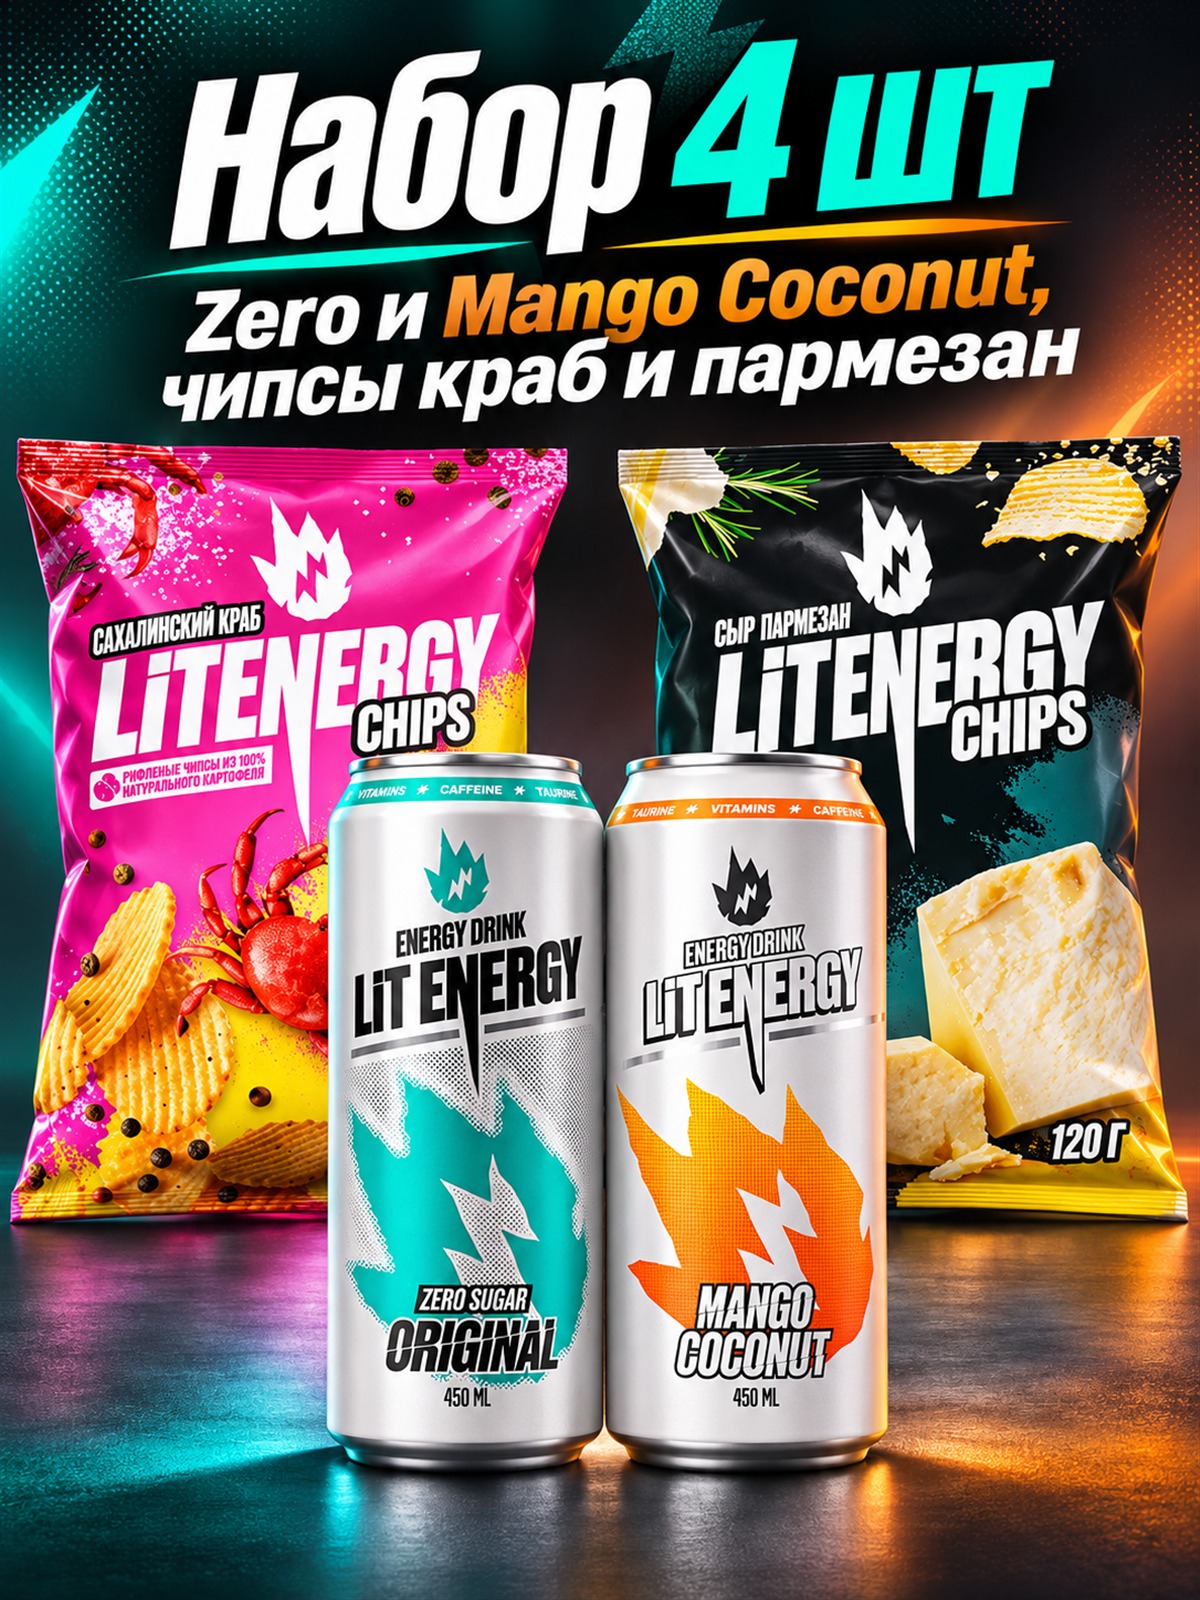 Набор 4 шт
Zero и Mango Coconut,
чипсы краб и пармезан
САХАЛИНСКИЙ КРАБ
LITENERGY
CHIPS
РИФЛЕНЫЕ ЧИПСЫ ИЗ 100%
НАТУРАЛЬНОГО КАРТОФЕЛЯ
СЫР ПАРМЕЗАН
LITENERGY
CHIPS
120 Г
VITAMINS * CAFFEINE * TAURINE
ENERGY DRINK
LIT ENERGY
ZERO SUGAR
ORIGINAL
450 ML
TAURINE * VITAMINS * CAFFEINE
ENERGY DRINK
LIT ENERGY
MANGO
COCONUT
450 ML